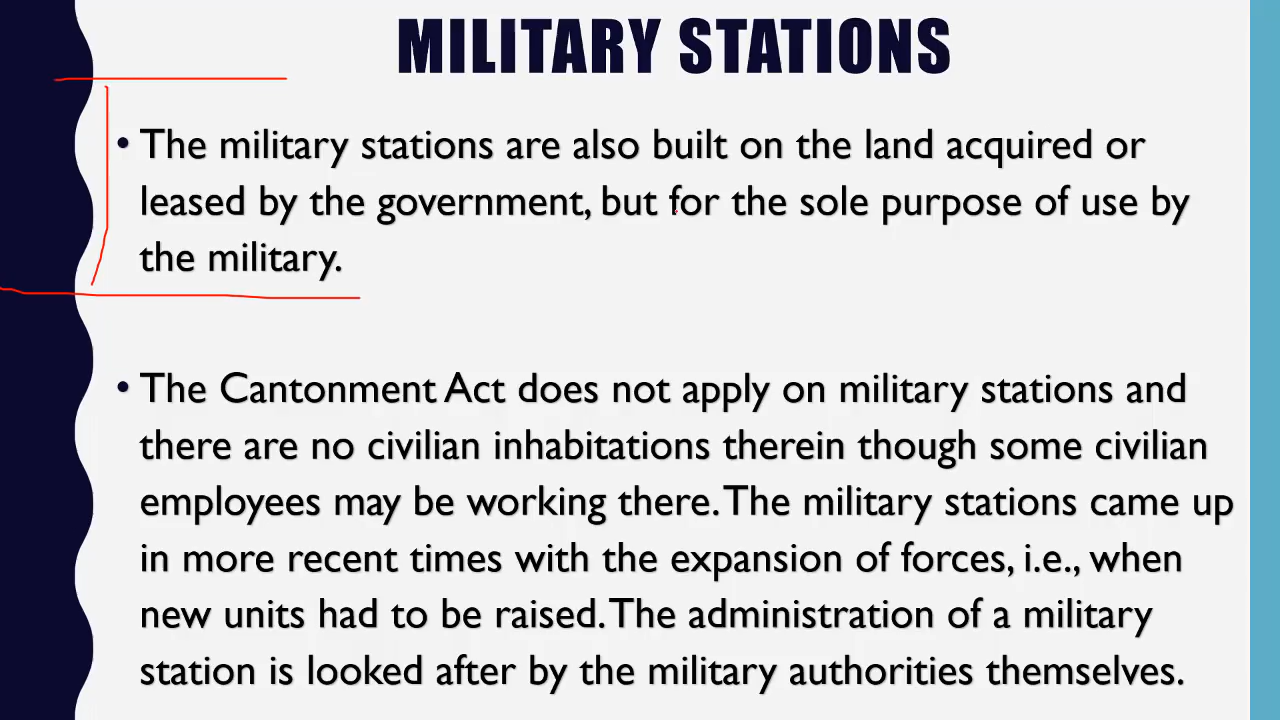 MILITARY STATIONS
• The military stations are also built on the land acquired or
leased by the government, but for the sole purpose of use by
the military.
• The Cantonment Act does not apply on military stations and
there are no civilian inhabitations therein though some civilian
employees may be working there. The military stations came up
in more recent times with the expansion of forces, i.e., when
new units had to be raised. The administration of a military
station is looked after by the military authorities themselves.